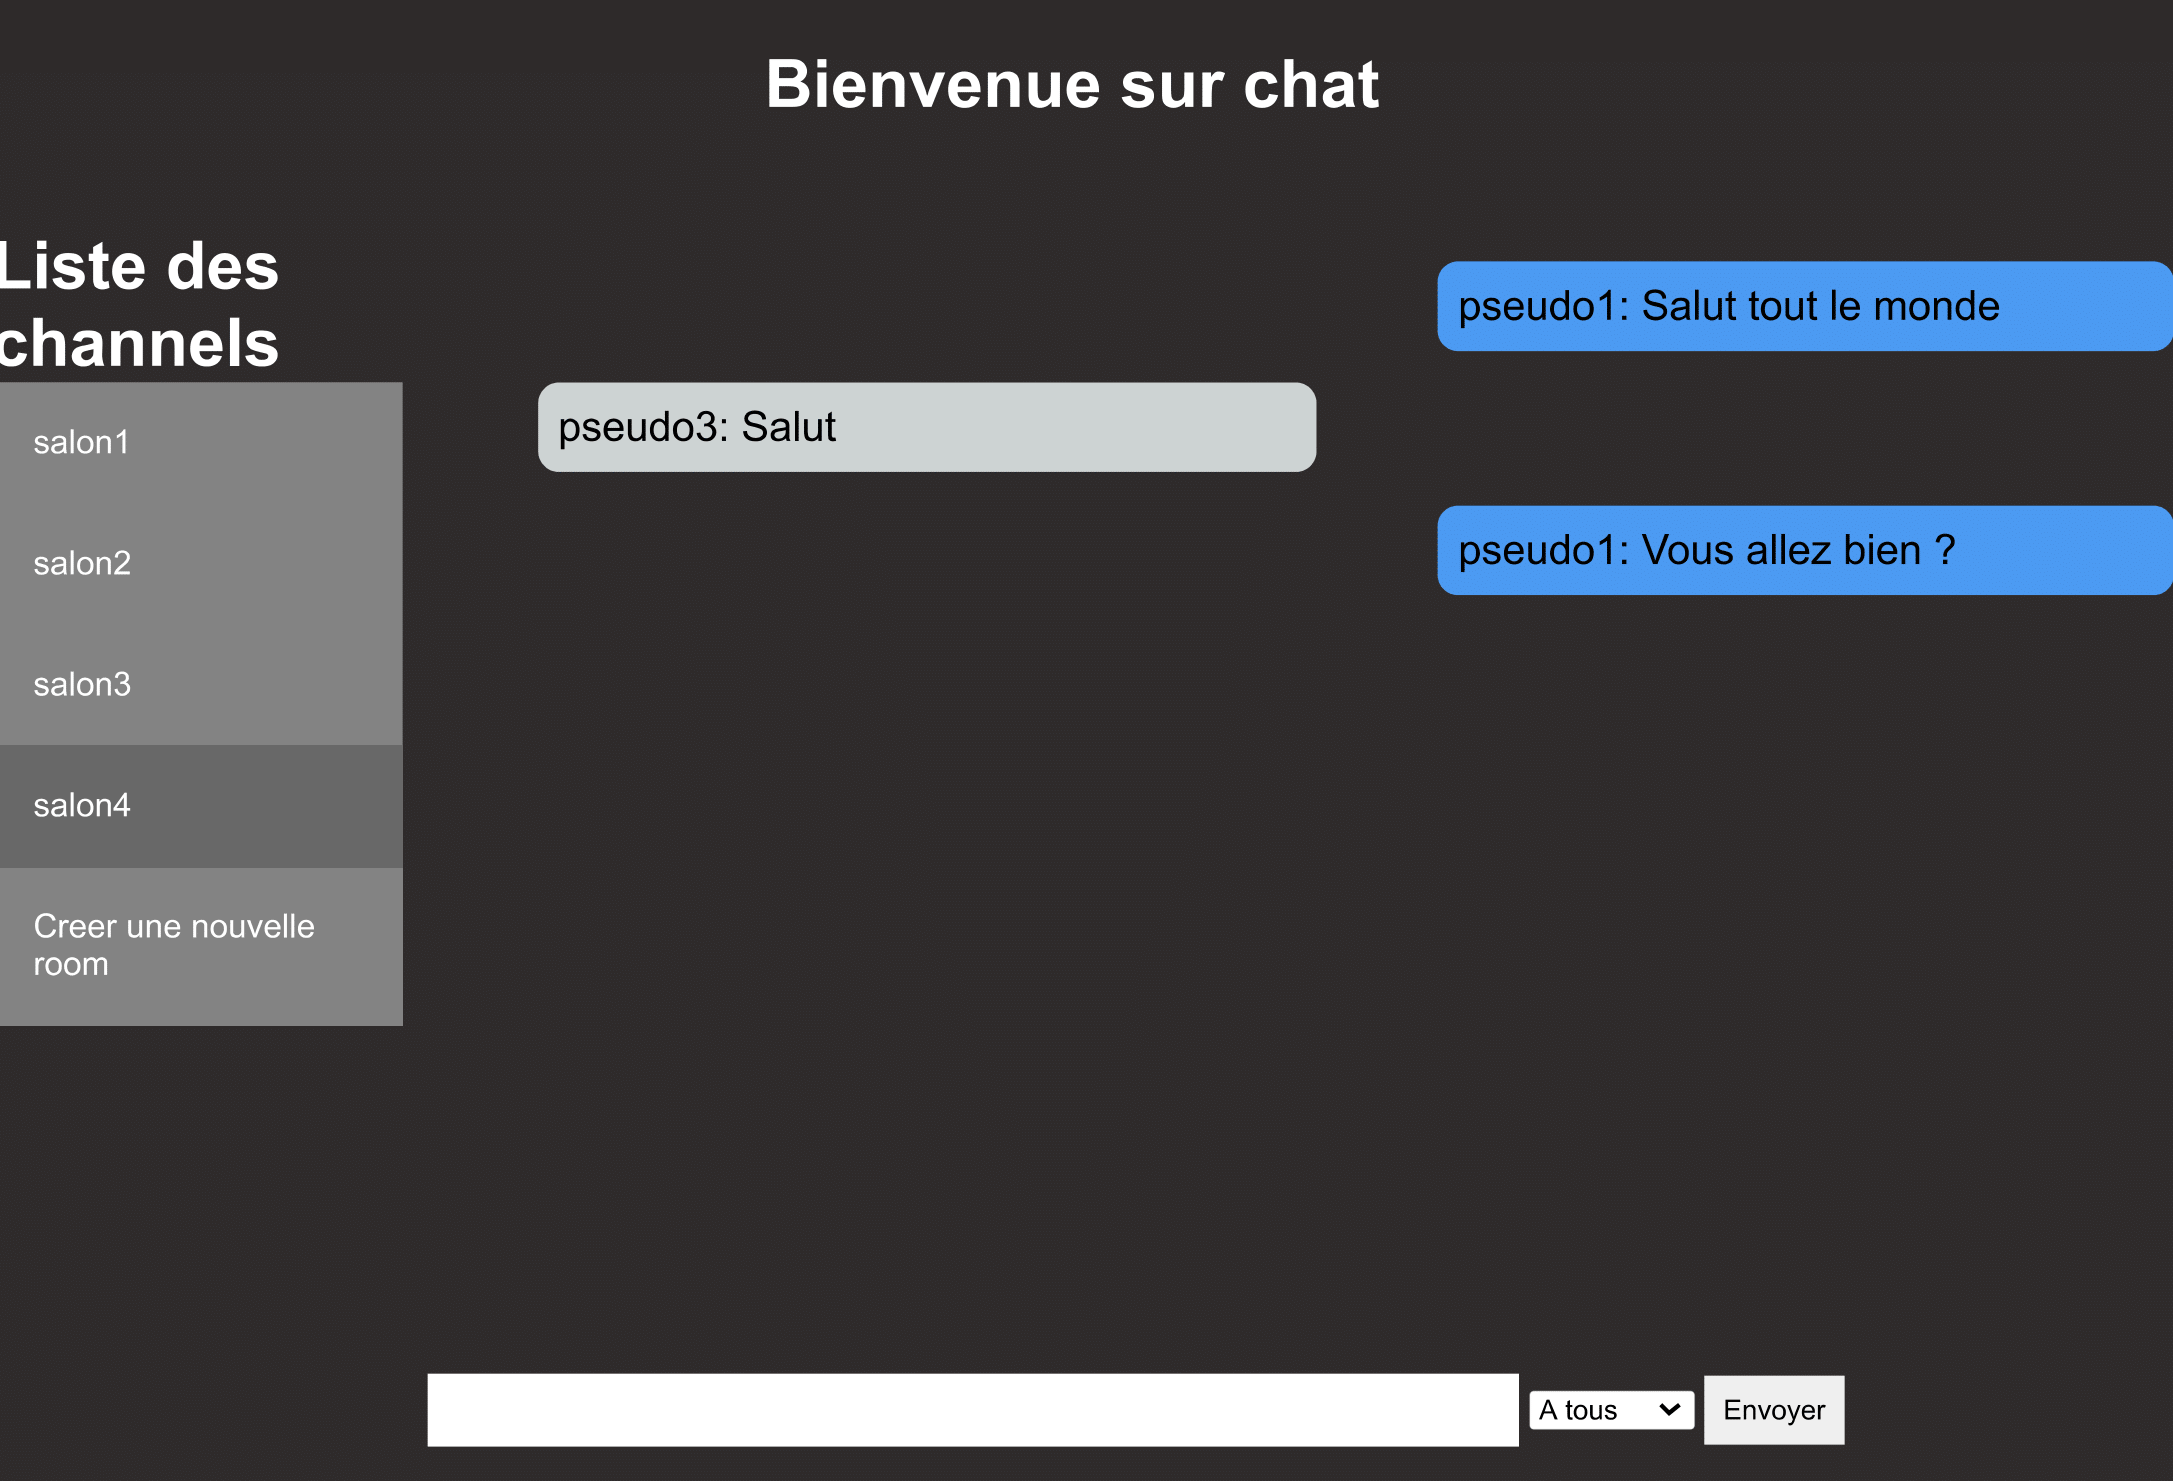 Bienvenue sur chat
Liste des
channels
salon1
salon2
salon3
salon4
Creer une nouvelle
room
pseudo1: Salut tout le monde
pseudo3: Salut
pseudo1: Vous allez bien ?
A tous
Envoyer